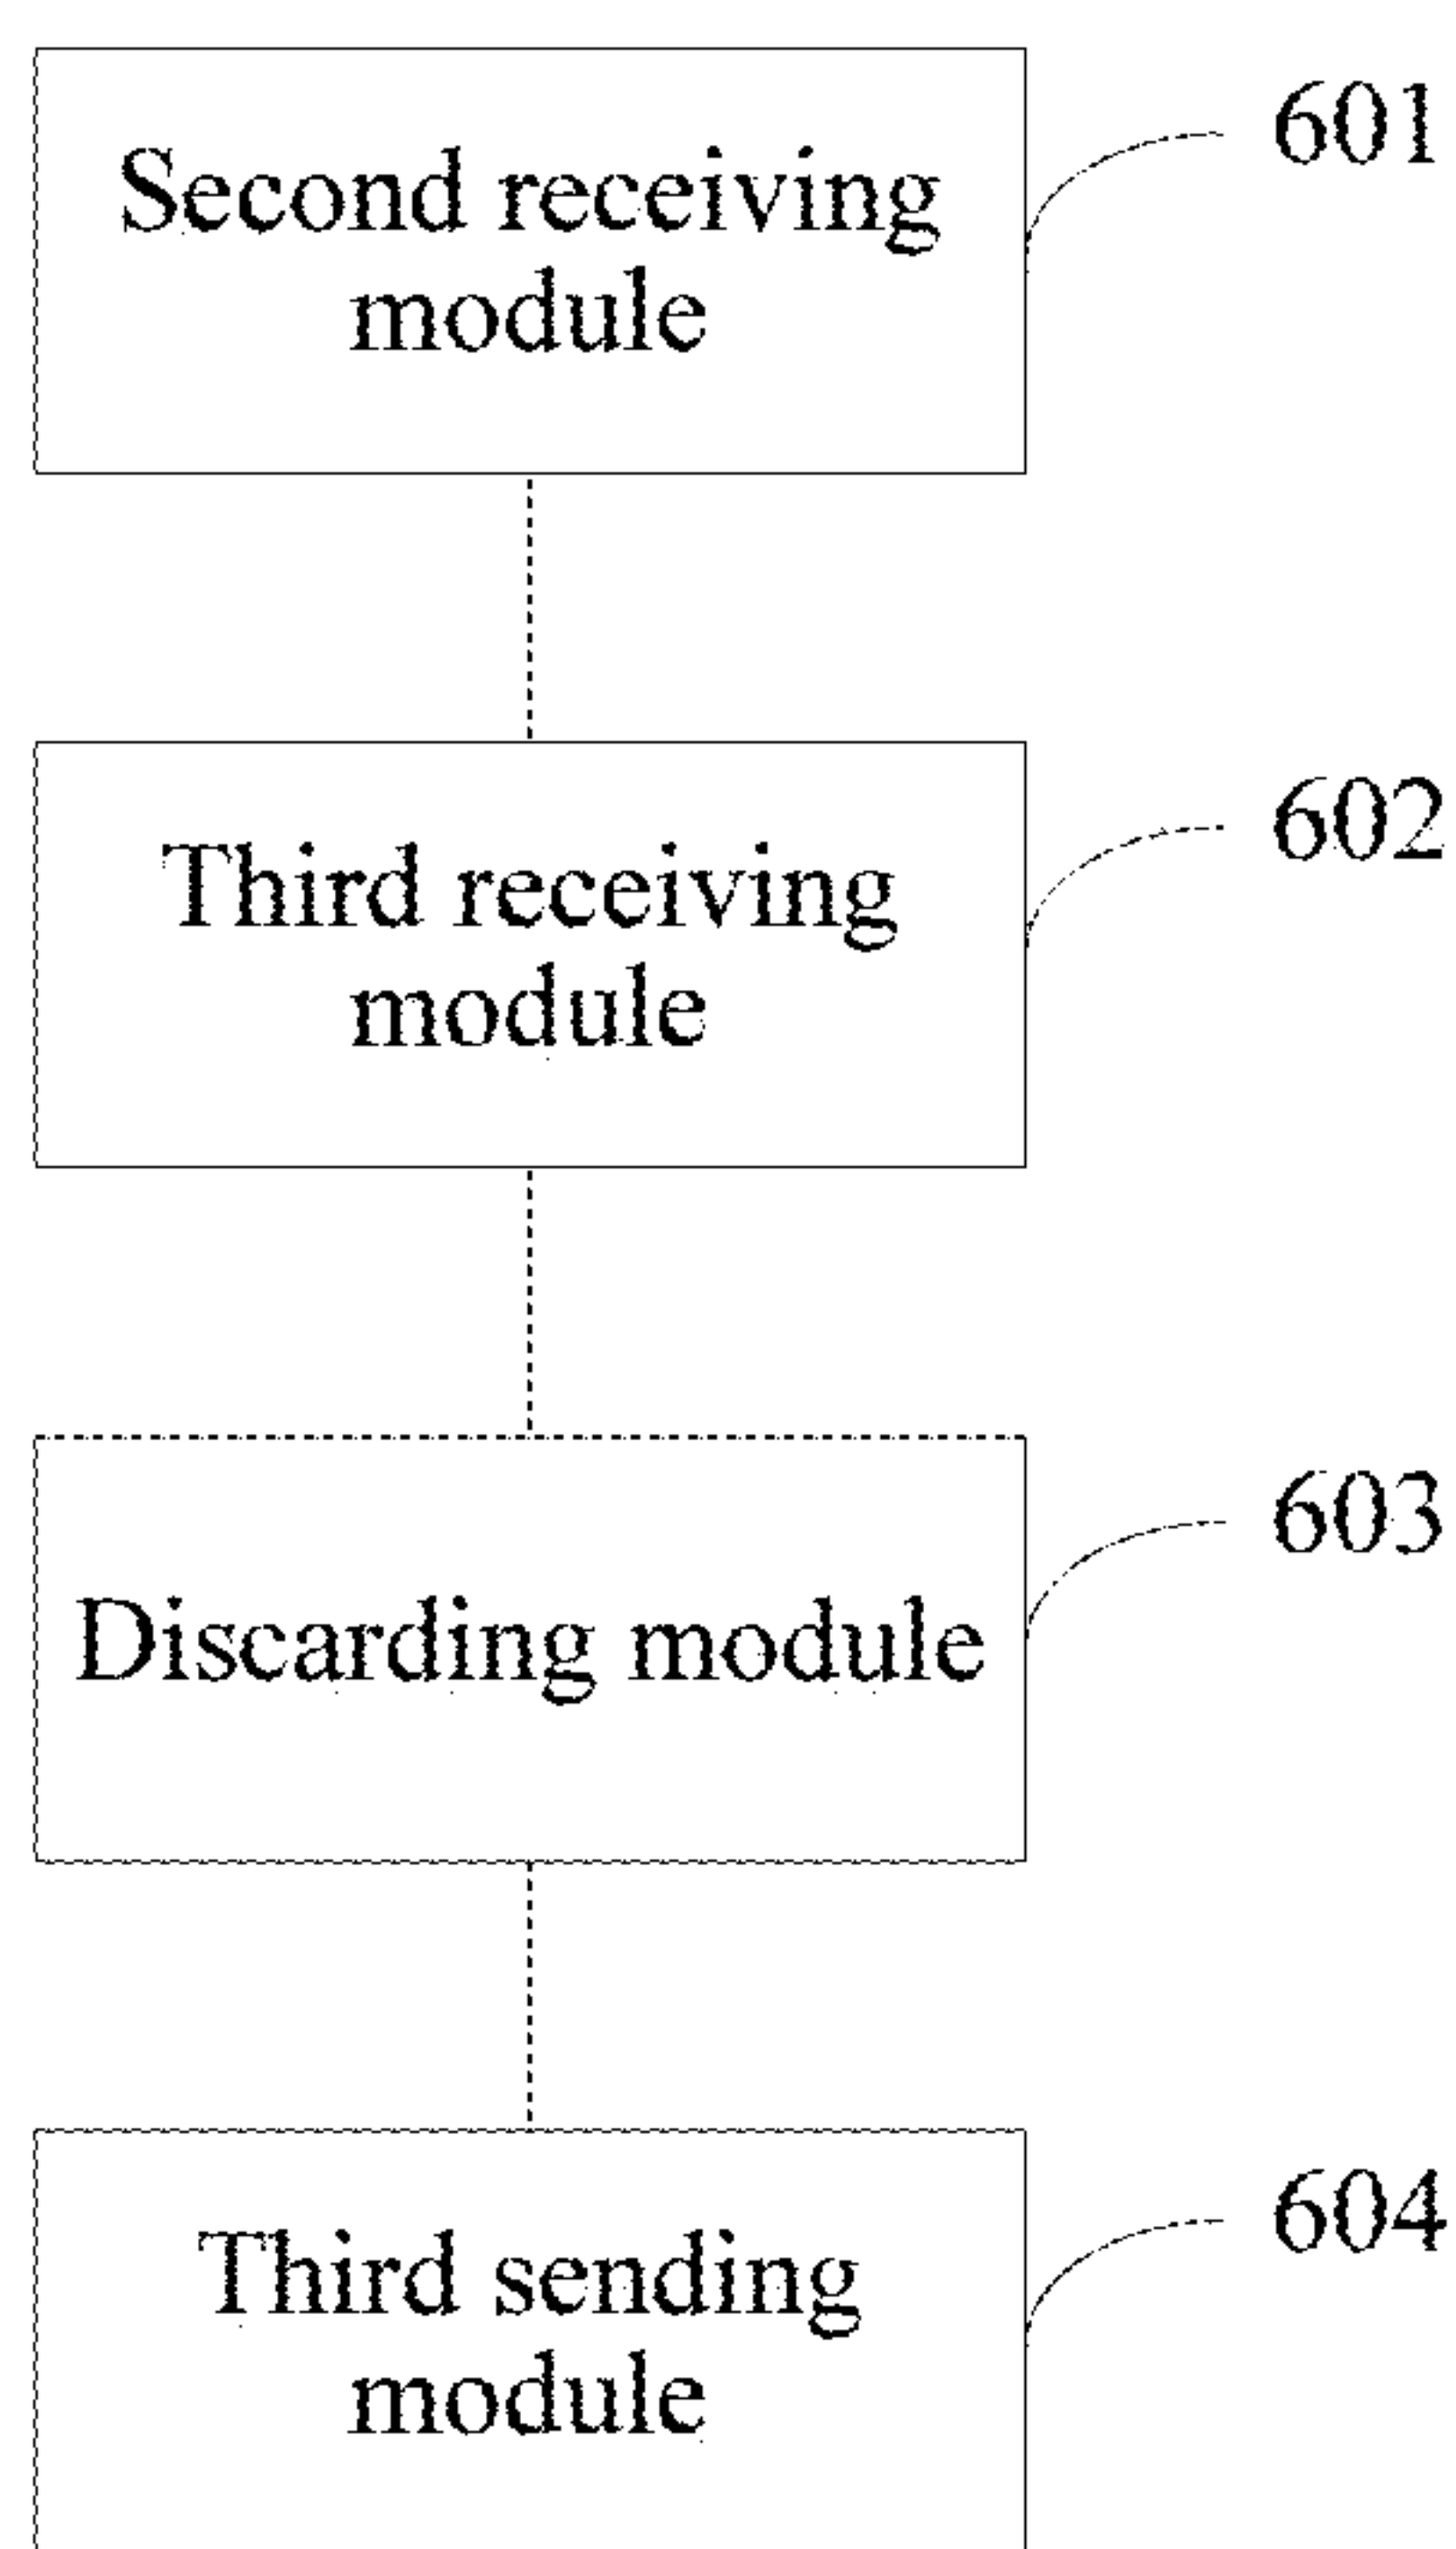 Second receiving
module
601
Third receiving
module
602
Discarding module
603
Third sending
module
604